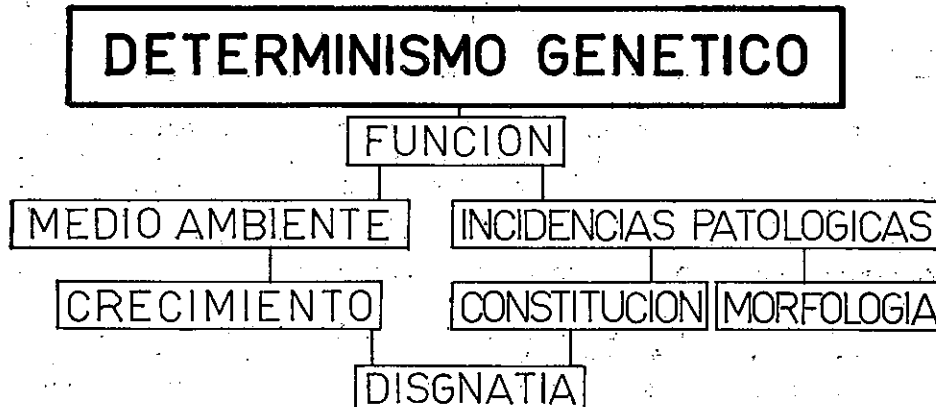 DETERMINISMO GENETICO
FUNCION
MEDIO AMBIENTE INCIDENCIAS PATOLOGICAS
CRECIMIENTO CONSTITUCION MORFOLOGIA
DISGNATIA